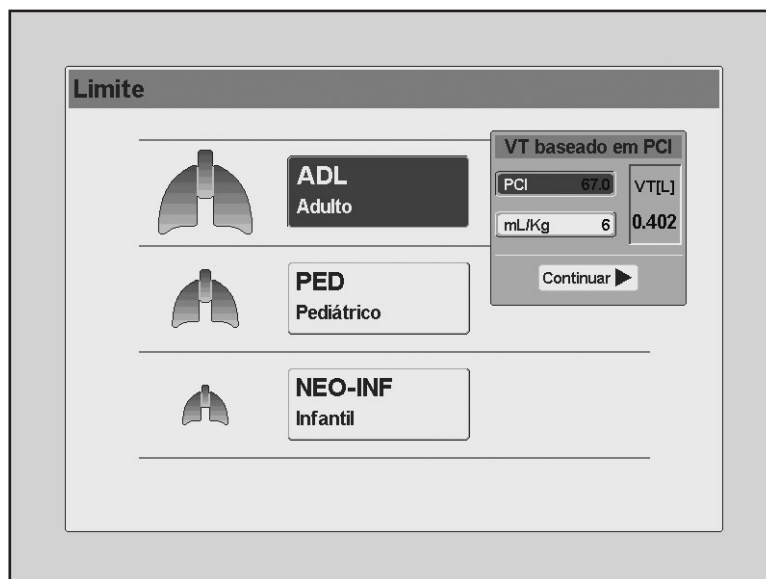 Limite
ADL
Adulto
VT baseado em PCI
PCI 67.0
VT[L]
mL/Kg 6
0.402
Continuar
PED
Pediátrico
NEO-INF
Infantil